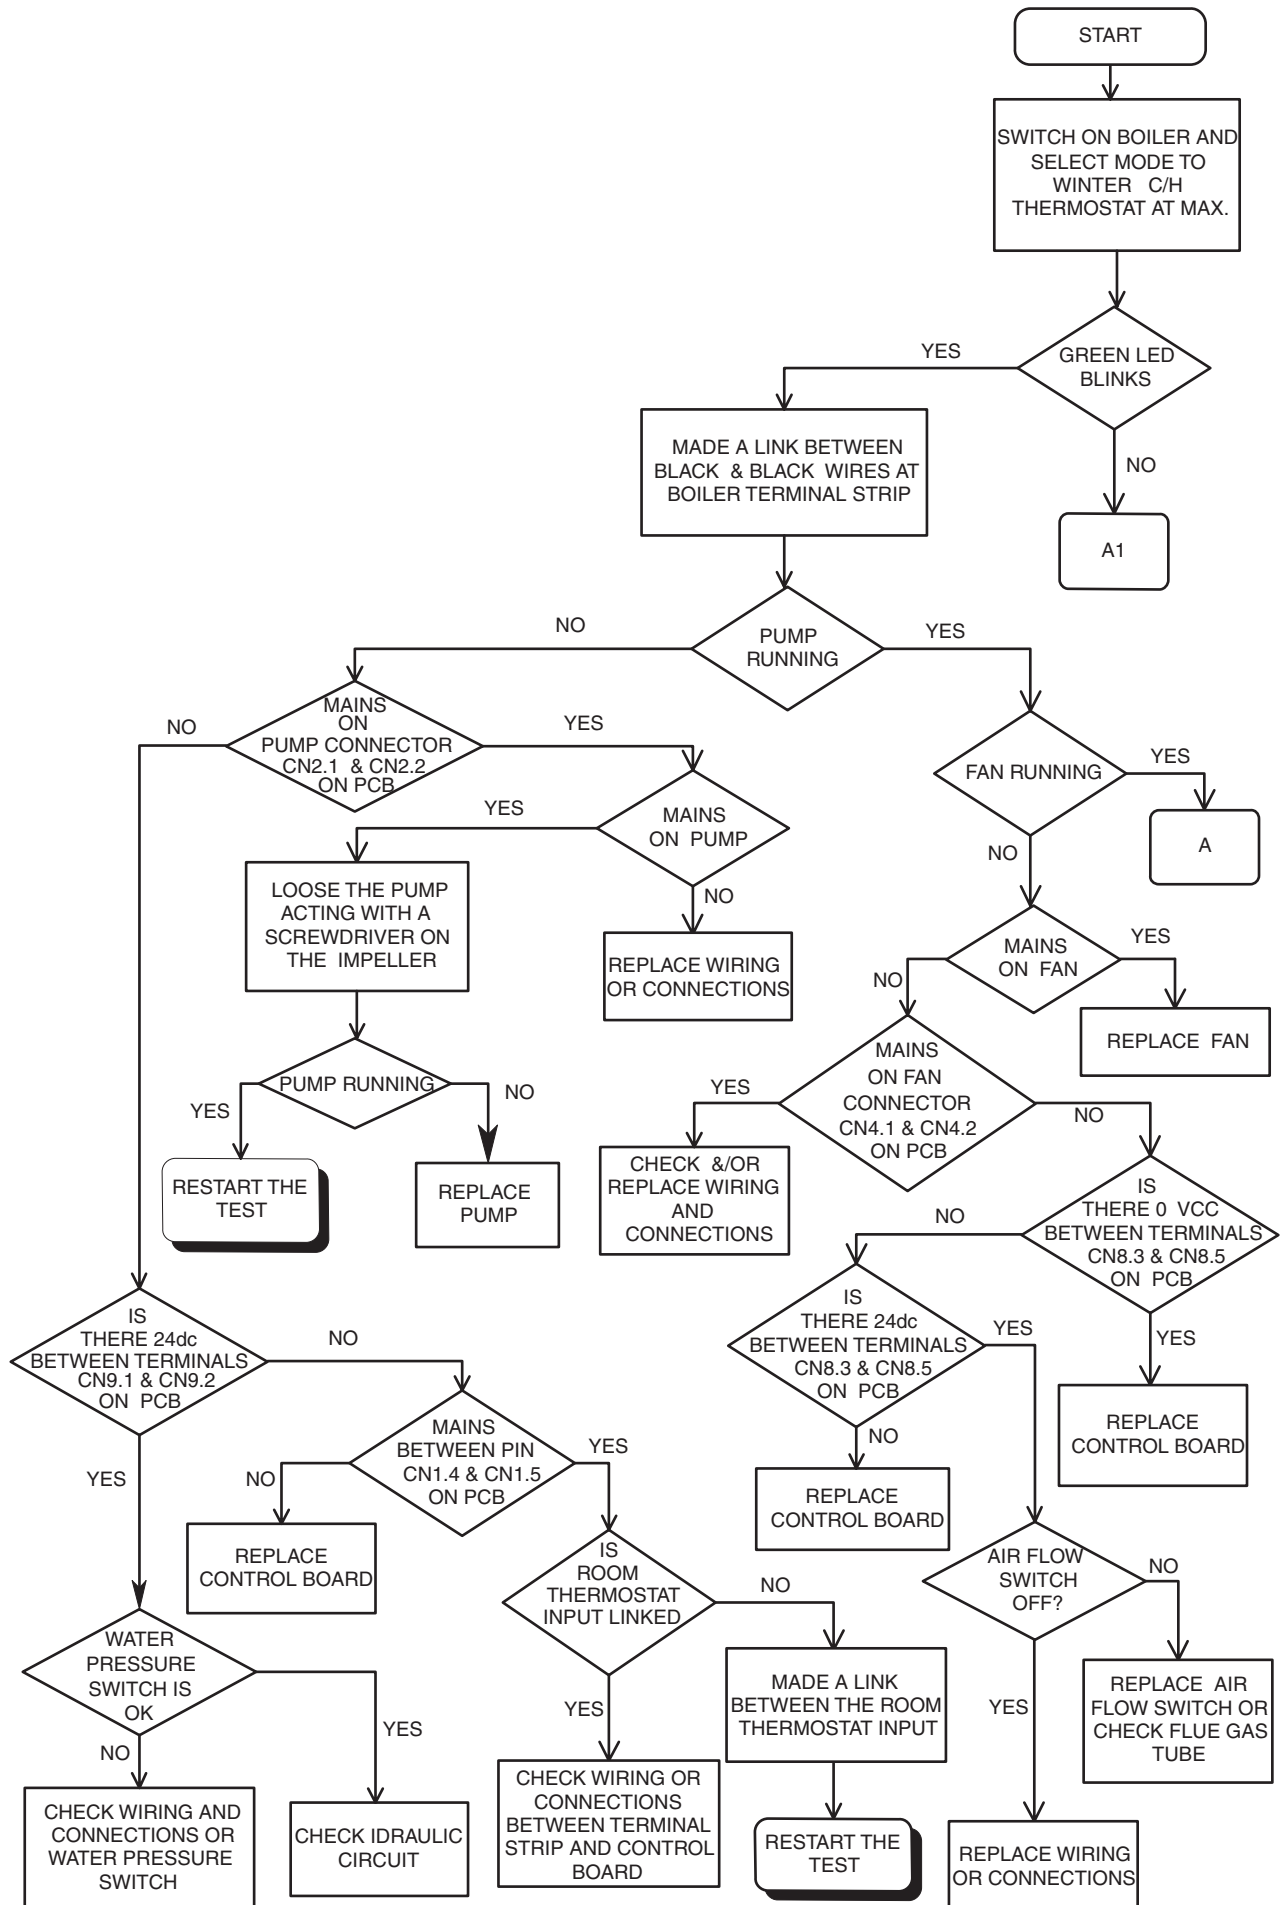 START
SWITCH ON BOILER AND
SELECT MODE TO
WINTER C/H
THERMOSTAT AT MAX.
GREEN LED
BLINKS
YES
NO
A1
MADE A LINK BETWEEN
BLACK & BLACK WIRES AT
BOILER TERMINAL STRIP
PUMP
RUNNING
NO
YES
MAINS
ON
PUMP CONNECTOR
CN2.1 & CN2.2
ON PCB
NO
YES
MAINS
ON PUMP
YES
NO
LOOSE THE PUMP
ACTING WITH A
SCREWDRIVER ON
THE IMPELLER
REPLACE WIRING
OR CONNECTIONS
PUMP RUNNING
YES
NO
RESTART THE
TEST
REPLACE
PUMP
FAN RUNNING
YES
NO
A
MAINS
ON FAN
YES
NO
REPLACE FAN
MAINS
ON FAN
CONNECTOR
CN4.1 & CN4.2
ON PCB
YES
NO
CHECK &/OR
REPLACE WIRING
AND
CONNECTIONS
IS
THERE 0 VCC
BETWEEN TERMINALS
CN8.3 & CN8.5
ON PCB
NO
YES
REPLACE
CONTROL BOARD
IS
THERE 24dc
BETWEEN TERMINALS
CN8.3 & CN8.5
ON PCB
YES
NO
REPLACE
CONTROL BOARD
AIR FLOW
SWITCH
OFF?
NO
YES
REPLACE AIR
FLOW SWITCH OR
CHECK FLUE GAS
TUBE
REPLACE WIRING
OR CONNECTIONS
IS
THERE 24dc
BETWEEN TERMINALS
CN9.1 & CN9.2
ON PCB
NO
YES
MAINS
BETWEEN PIN
CN1.4 & CN1.5
ON PCB
NO
YES
REPLACE
CONTROL BOARD
IS
ROOM
THERMOSTAT
INPUT LINKED
NO
YES
MADE A LINK
BETWEEN THE ROOM
THERMOSTAT INPUT
RESTART THE
TEST
CHECK WIRING OR
CONNECTIONS
BETWEEN TERMINAL
STRIP AND CONTROL
BOARD
WATER
PRESSURE
SWITCH IS
OK
YES
NO
CHECK WIRING AND
CONNECTIONS OR
WATER PRESSURE
SWITCH
CHECK IDRAULIC
CIRCUIT